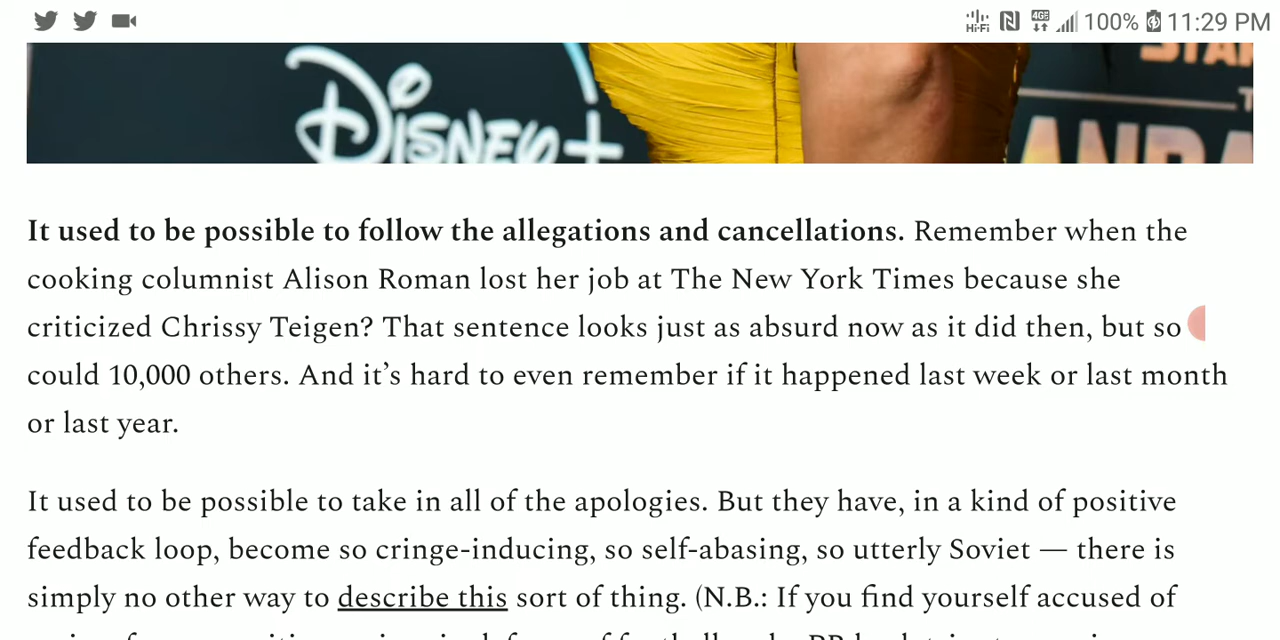 100% 11:29 PM
DISNEY+
It used to be possible to follow the allegations and cancellations. Remember when the
cooking columnist Alison Roman lost her job at The New York Times because she
criticized Chrissy Teigen? That sentence looks just as absurd now as it did then, but so
could 10,000 others. And it’s hard to even remember if it happened last week or last month
or last year.
It used to be possible to take in all of the apologies. But they have, in a kind of positive
feedback loop, become so cringe-inducing, so self-abasing, so utterly Soviet — there is
simply no other way to describe this sort of thing. (N.B.: If you find yourself accused of